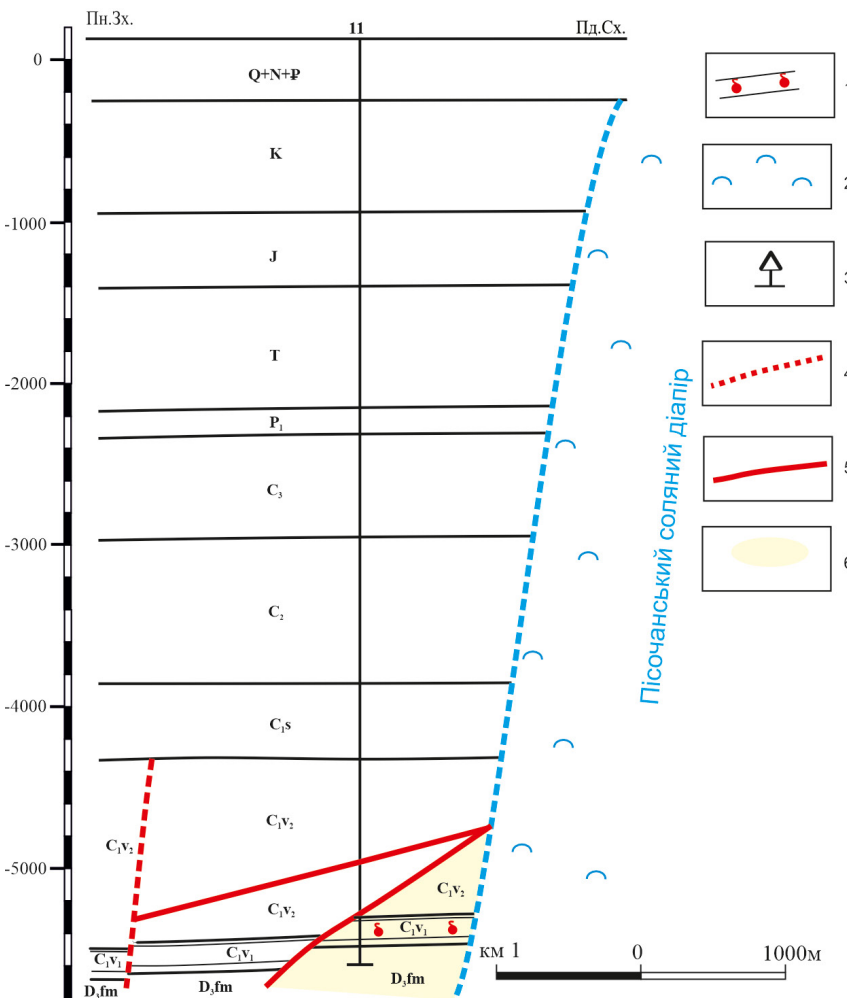 Пн.Зх.
11
Пд.Сх.
0
Q+N+₽
K
-1000
J
T
-2000
P₁
C₃
-3000
C₂
-4000
C₁s
C₁v₂
C₁v₂
-5000
C₁v₂
C₁v₂
C₁v₁
C₁v₁
C₁v₁
D₃fm
D₃fm
D₃fm
Пісочанський соляний діапір
1
2
3
4
5
6
км 1
0
1000м